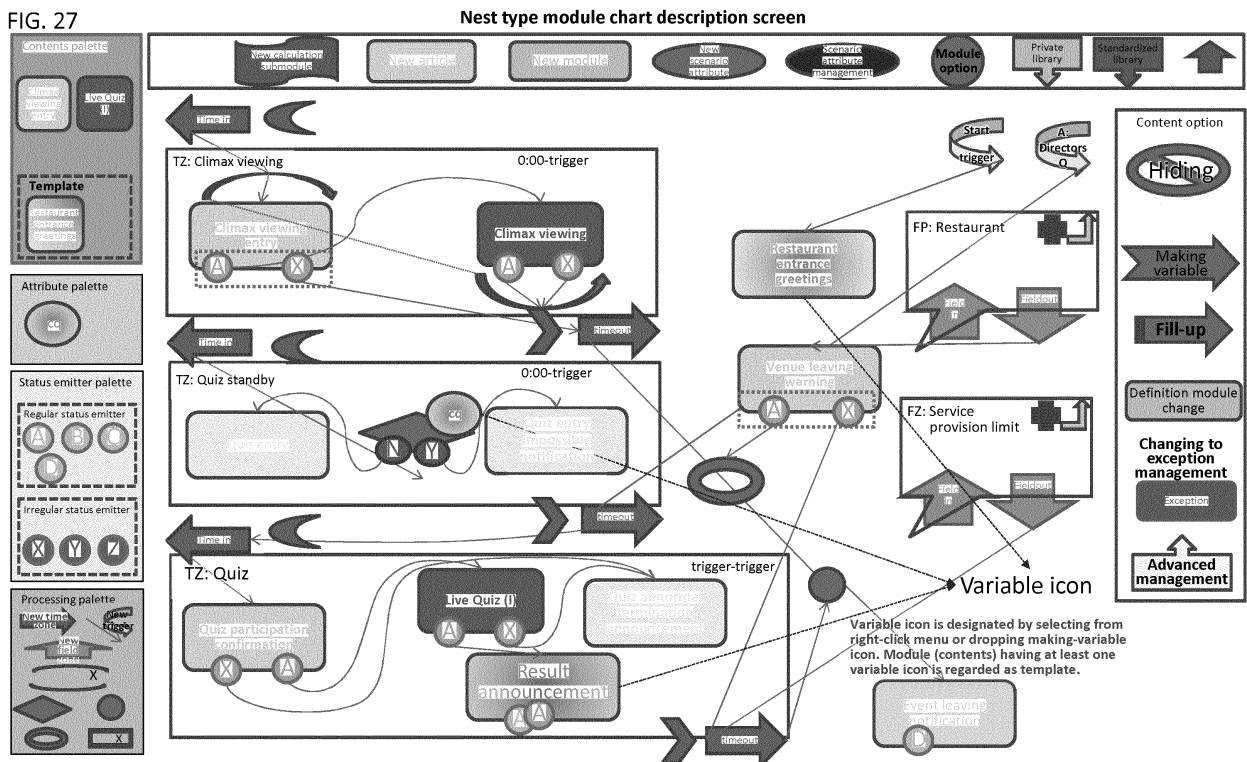 FIG. 27
Nest type module chart description screen
Contents palette
Climax
viewing
entry
Live Quiz
(I)
Template
Restaurant
entrance
greetings
New calculation
submodule
New article
New module
New
scenario
attribute
Scenario
attribute
management
Module
option
Private
library
Standardized
library
Attribute palette
cq
Status emitter palette
Regular status emitter
A
B
C
D
Irregular status emitter
X
Y
Z
Processing palette
New time
zone
New
trigger
New
field
zone
X
X
Time in
TZ: Climax viewing
0:00-trigger
Climax viewing
entry
A
X
Climax viewing
A
X
timeout
Time in
TZ: Quiz standby
0:00-trigger
Quiz entry
cq
N
Y
Quiz entry
impossible
notification
timeout
Time in
TZ: Quiz
trigger-trigger
Quiz participation
confirmation
X
A
Live Quiz (I)
A
X
Quiz abnormal
termination
announcement
Result
announcement
A
A
timeout
Start
trigger
A:
Directors
O
Restaurant
entrance
greetings
Venue leaving
warning
A
X
FP: Restaurant
Field
in
Fieldout
FZ: Service
provision limit
Field
in
Fieldout
Variable icon
Variable icon is designated by selecting from
right-click menu or dropping making-variable
icon. Module (contents) having at least one
variable icon is regarded as template.
Event leaving
notification
D
Content option
Hiding
Making
variable
Fill-up
Definition module
change
Changing to
exception
management
Exception
Advanced
management